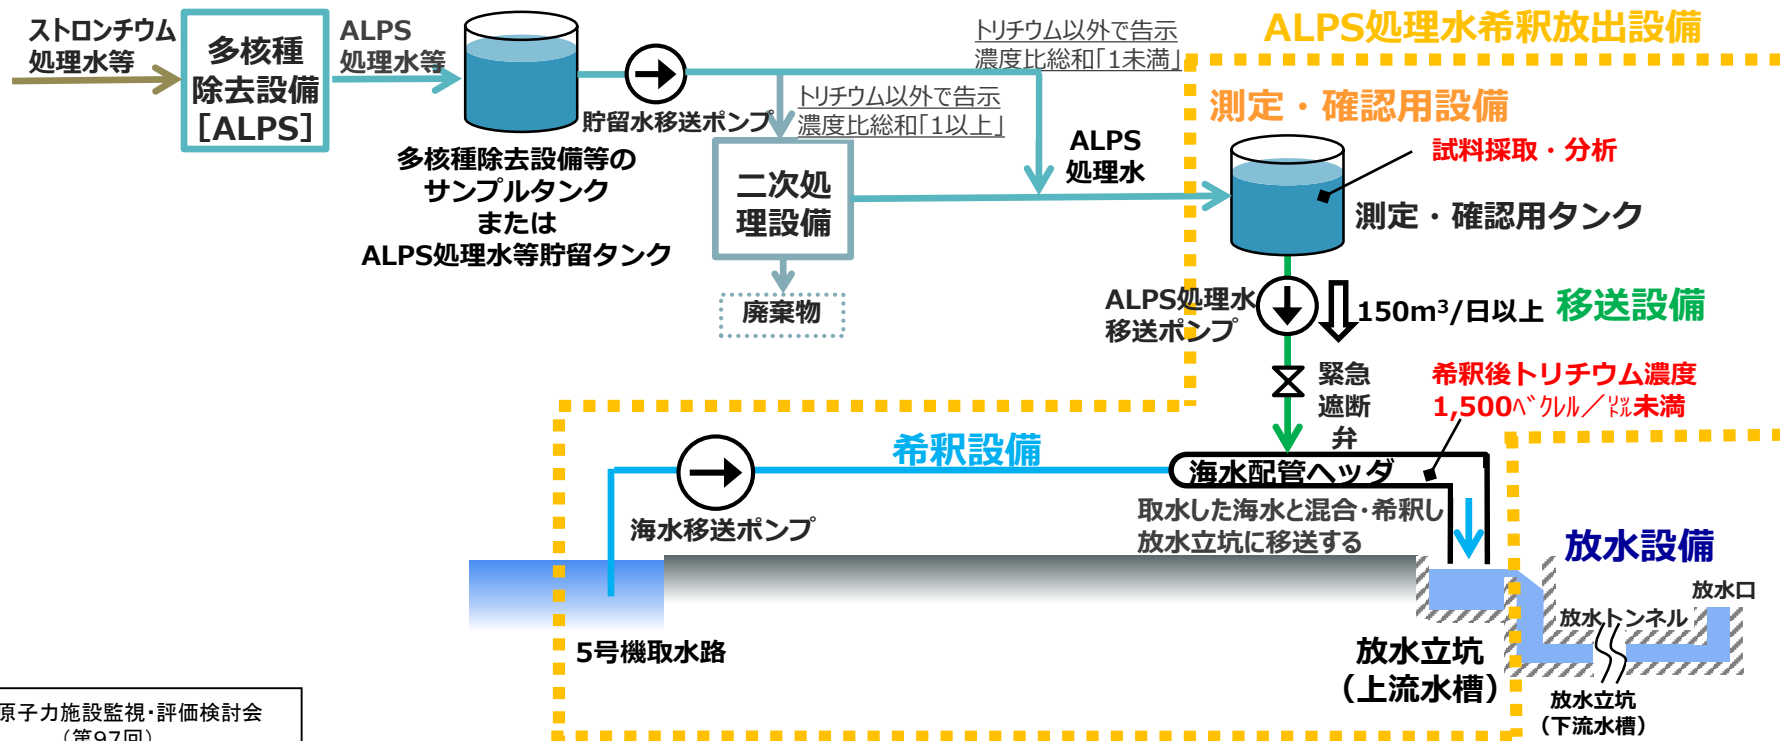 ストロンチウム
処理水等
多核種
除去設備
［ALPS］
ALPS
処理水等
貯留水移送ポンプ
多核種除去設備等の
サンプルタンク
または
ALPS処理水等貯留タンク
トリチウム以外で告示
濃度比総和｢1未満｣
トリチウム以外で告示
濃度比総和｢1以上｣
二次処
理設備
廃棄物
ALPS
処理水
ALPS処理水希釈放出設備
測定・確認用設備
試料採取・分析
測定・確認用タンク
ALPS処理水
移送ポンプ
150m³/日以上
移送設備
緊急
遮断
弁
希釈後トリチウム濃度
1,500ﾍﾞｸﾚﾙ／㍑未満
希釈設備
海水移送ポンプ
海水配管ヘッダ
取水した海水と混合･希釈し
放水立坑に移送する
5号機取水路
放水立坑
（上流水槽）
放水設備
放水口
放水トンネル
放水立坑
（下流水槽）
原子力施設監視･評価検討会
（第97回）